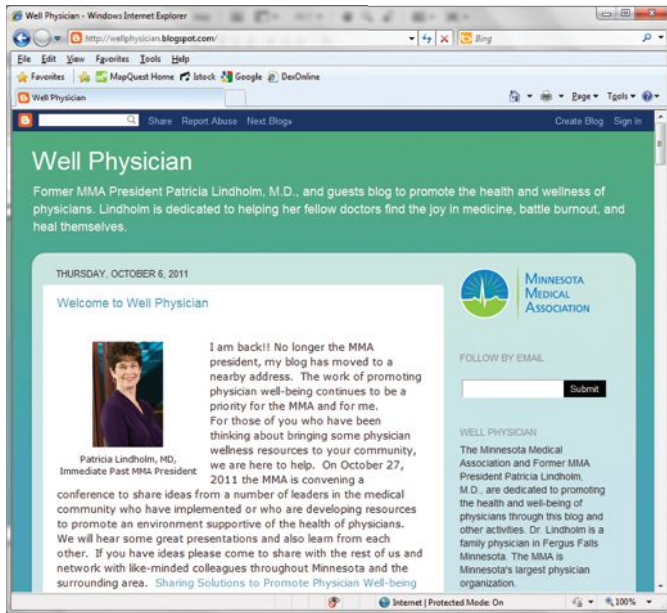 Well Physician - Windows Internet Explorer
http://wellphysician.blogspot.com/
Bing
File Edit View Favorites Tools Help
Favorites MapQuest Home Istock Google DexOnline
Well Physician
Page Tools
Share Report Abuse Next Blog»
Create Blog Sign In
Well Physician
Former MMA President Patricia Lindholm, M.D., and guests blog to promote the health and wellness of
physicians. Lindholm is dedicated to helping her fellow doctors find the joy in medicine, battle burnout, and
heal themselves.
THURSDAY, OCTOBER 6, 2011
Welcome to Well Physician
I am back!! No longer the MMA
president, my blog has moved to a
nearby address. The work of promoting
physician well-being continues to be a
priority for the MMA and for me.
For those of you who have been
thinking about bringing some physician
wellness resources to your community,
we are here to help. On October 27,
2011 the MMA is convening a
Patricia Lindholm, MD,
Immediate Past MMA President
conference to share ideas from a number of leaders in the medical
community who have implemented or who are developing resources
to promote an environment supportive of the health of physicians.
We will hear some great presentations and also learn from each
other. If you have ideas please come to share with the rest of us and
network with like-minded colleagues throughout Minnesota and the
surrounding area. Sharing Solutions to Promote Physician Well-being
MINNESOTA
MEDICAL
ASSOCIATION
FOLLOW BY EMAIL
Submit
WELL PHYSICIAN
The Minnesota Medical
Association and Former MMA
President Patricia Lindholm,
M.D., are dedicated to promoting
the health and well-being of
physicians through this blog and
other activities. Dr. Lindholm is a
family physician in Fergus Falls
Minnesota. The MMA is
Minnesota's largest physician
organization.
Internet | Protected Mode: On
100%